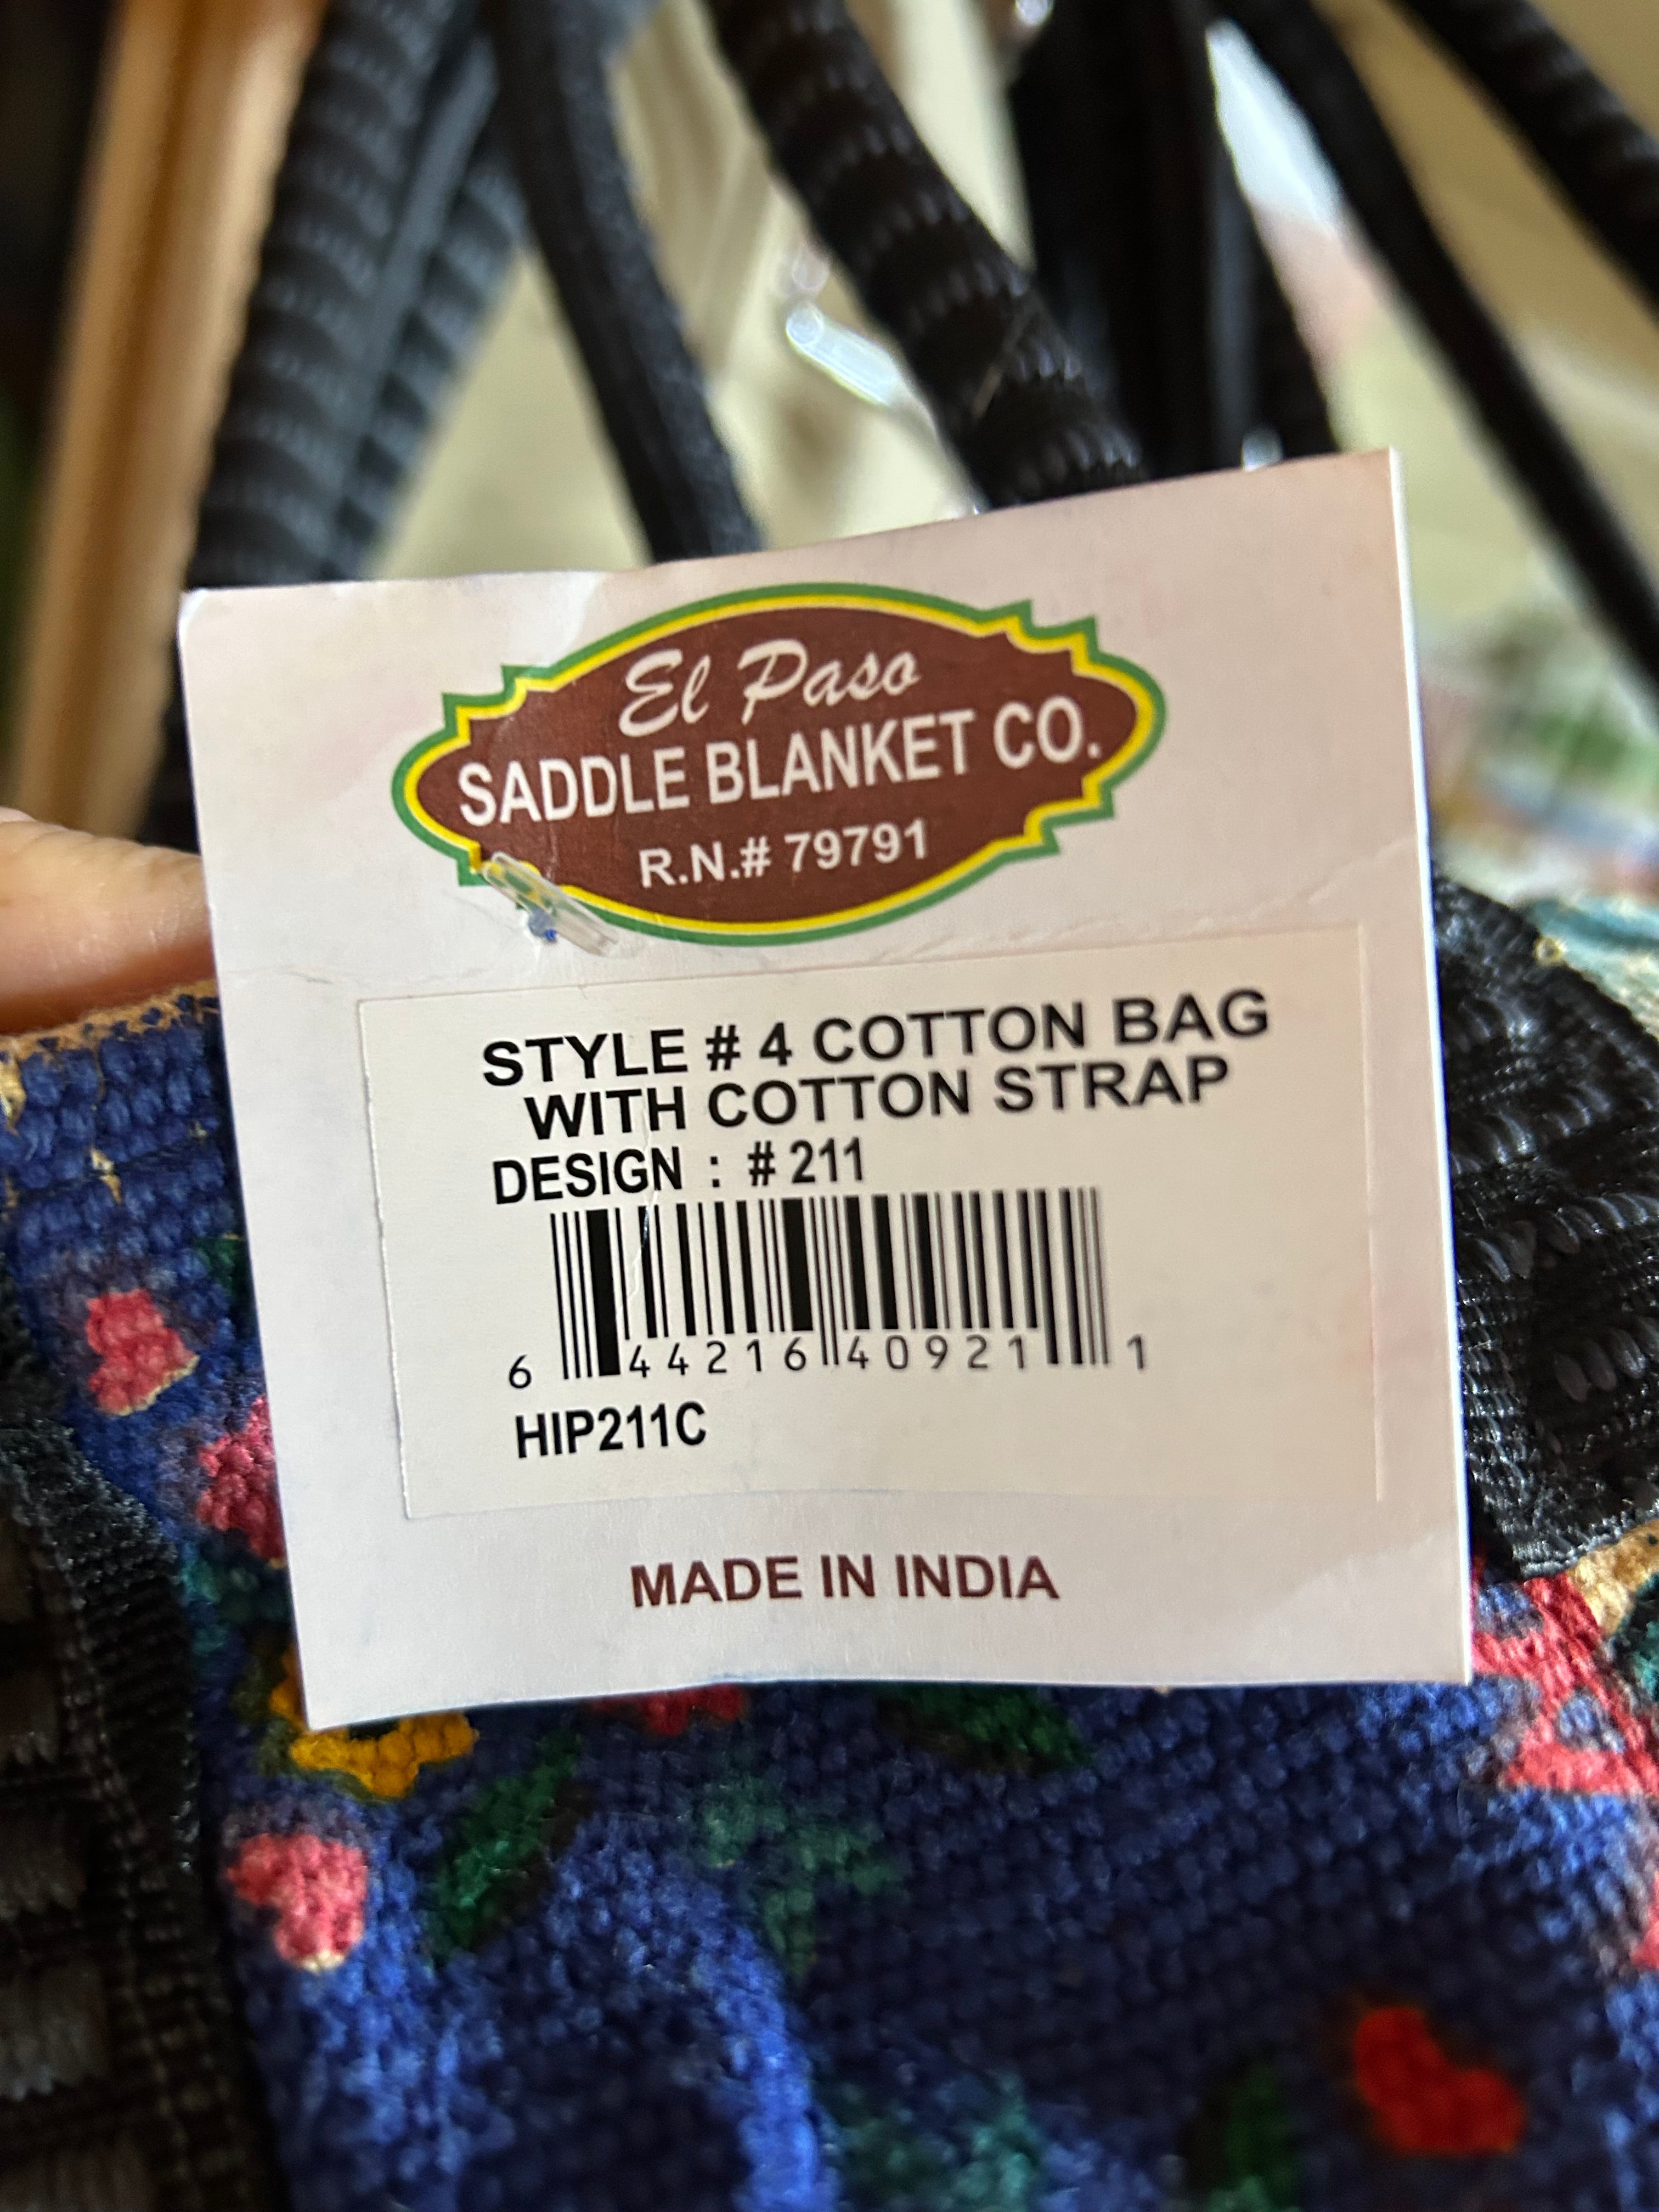 El Paso
SADDLE BLANKET CO.
R.N.# 79791
STYLE # 4 COTTON BAG
WITH COTTON STRAP
DESIGN : # 211
6 44216 40921 1
HIP211C
MADE IN INDIA